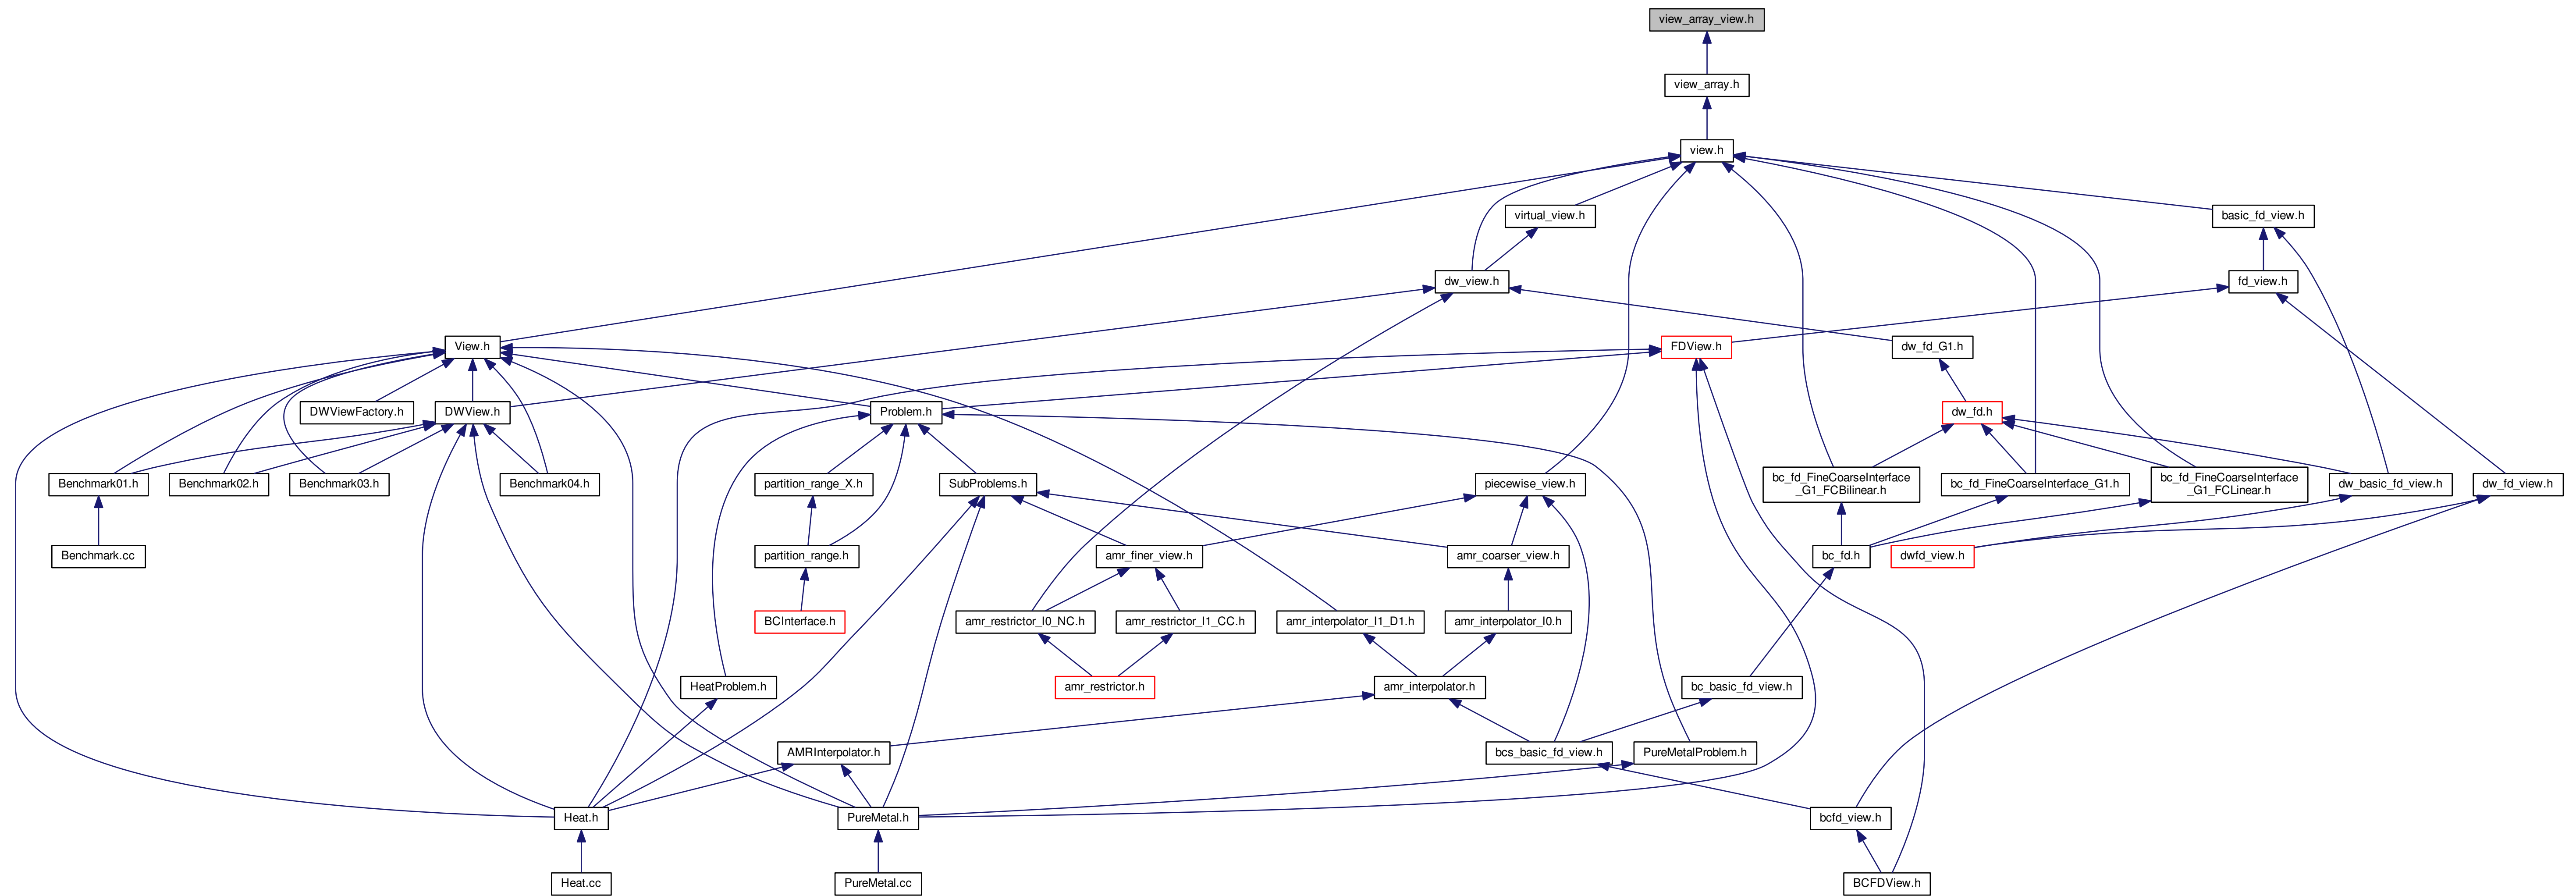 view_array_view.h
view_array.h
view.h
virtual_view.h
basic_fd_view.h
dw_view.h
fd_view.h
View.h
FDView.h
dw_fd_G1.h
DWViewFactory.h
DWView.h
Problem.h
dw_fd.h
Benchmark01.h
Benchmark02.h
Benchmark03.h
Benchmark04.h
partition_range_X.h
SubProblems.h
piecewise_view.h
bc_fd_FineCoarseInterface
_G1_FCBilinear.h
bc_fd_FineCoarseInterface_G1.h
bc_fd_FineCoarseInterface
_G1_FCLinear.h
dw_basic_fd_view.h
dw_fd_view.h
Benchmark.cc
partition_range.h
amr_finer_view.h
amr_coarser_view.h
bc_fd.h
dwfd_view.h
BCInterface.h
amr_restrictor_I0_NC.h
amr_restrictor_I1_CC.h
amr_interpolator_I1_D1.h
amr_interpolator_I0.h
HeatProblem.h
amr_restrictor.h
amr_interpolator.h
bc_basic_fd_view.h
AMRInterpolator.h
bcs_basic_fd_view.h
PureMetalProblem.h
Heat.h
PureMetal.h
bcfd_view.h
Heat.cc
PureMetal.cc
BCFDView.h